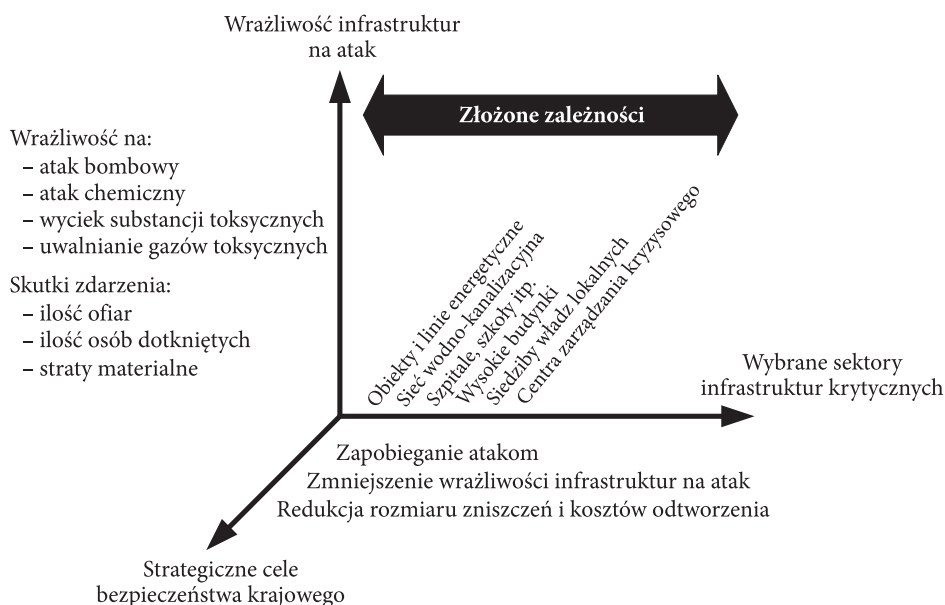 Wrażliwość infrastruktur
na atak
Złożone zależności
Wrażliwość na:
– atak bombowy
– atak chemiczny
– wyciek substancji toksycznych
– uwalnianie gazów toksycznych
Skutki zdarzenia:
– ilość ofiar
– ilość osób dotkniętych
– straty materialne
Obiekty i linie energetyczne
Sieć wodno-kanalizacyjna
Szpitale, szkoły itp.
Wysokie budynki
Siedziby władz lokalnych
Centra zarządzania kryzysowego
Wybrane sektory
infrastruktur krytycznych
Zapobieganie atakom
Zmniejszenie wrażliwości infrastruktur na atak
Redukcja rozmiaru zniszczeń i kosztów odtworzenia
Strategiczne cele
bezpieczeństwa krajowego